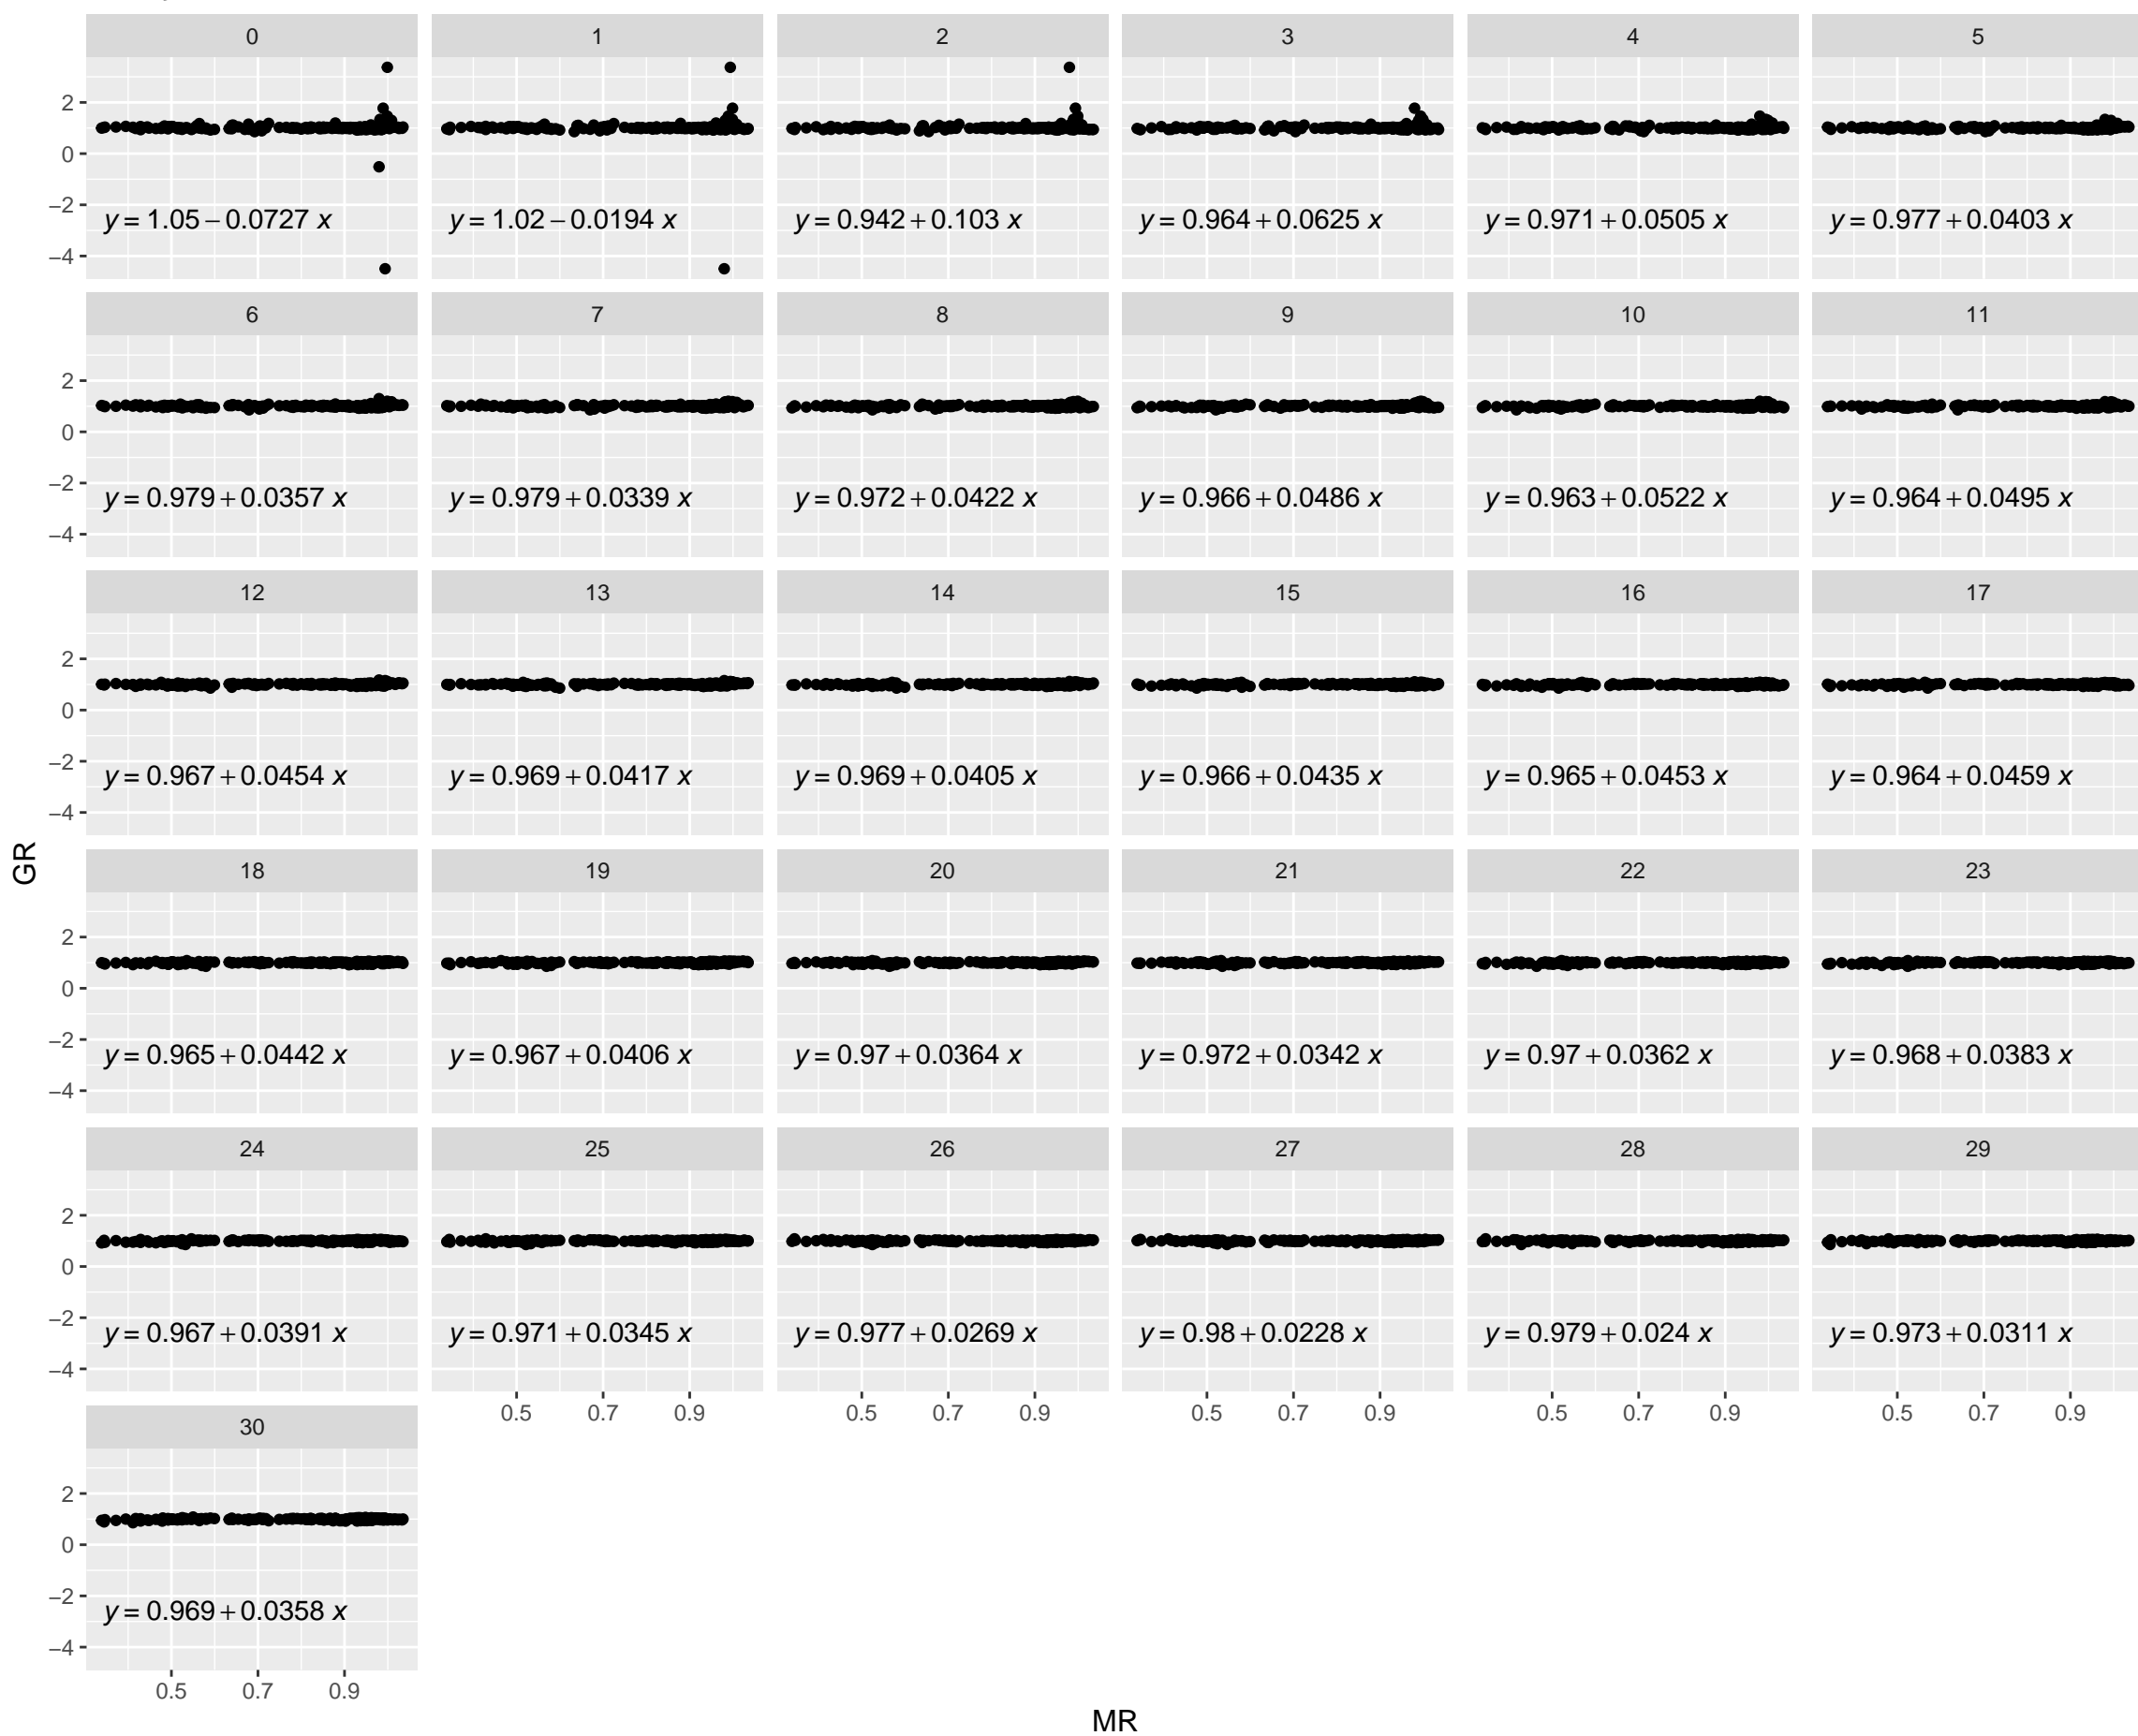 0 1 2 3 4 5
2
0
−2
−4
y = 1.05 − 0.0727 x
y = 1.02 − 0.0194 x
y = 0.942 + 0.103 x
y = 0.964 + 0.0625 x
y = 0.971 + 0.0505 x
y = 0.977 + 0.0403 x
6 7 8 9 10 11
2
0
−2
−4
y = 0.979 + 0.0357 x
y = 0.979 + 0.0339 x
y = 0.972 + 0.0422 x
y = 0.966 + 0.0486 x
y = 0.963 + 0.0522 x
y = 0.964 + 0.0495 x
12 13 14 15 16 17
2
0
−2
−4
y = 0.967 + 0.0454 x
y = 0.969 + 0.0417 x
y = 0.969 + 0.0405 x
y = 0.966 + 0.0435 x
y = 0.965 + 0.0453 x
y = 0.964 + 0.0459 x
GR
18 19 20 21 22 23
2
0
−2
−4
y = 0.965 + 0.0442 x
y = 0.967 + 0.0406 x
y = 0.97 + 0.0364 x
y = 0.972 + 0.0342 x
y = 0.97 + 0.0362 x
y = 0.968 + 0.0383 x
24 25 26 27 28 29
2
0
−2
−4
y = 0.967 + 0.0391 x
y = 0.971 + 0.0345 x
y = 0.977 + 0.0269 x
y = 0.98 + 0.0228 x
y = 0.979 + 0.024 x
y = 0.973 + 0.0311 x
0.5 0.7 0.9
0.5 0.7 0.9
0.5 0.7 0.9
0.5 0.7 0.9
0.5 0.7 0.9
30
2
0
−2
−4
y = 0.969 + 0.0358 x
0.5 0.7 0.9
MR